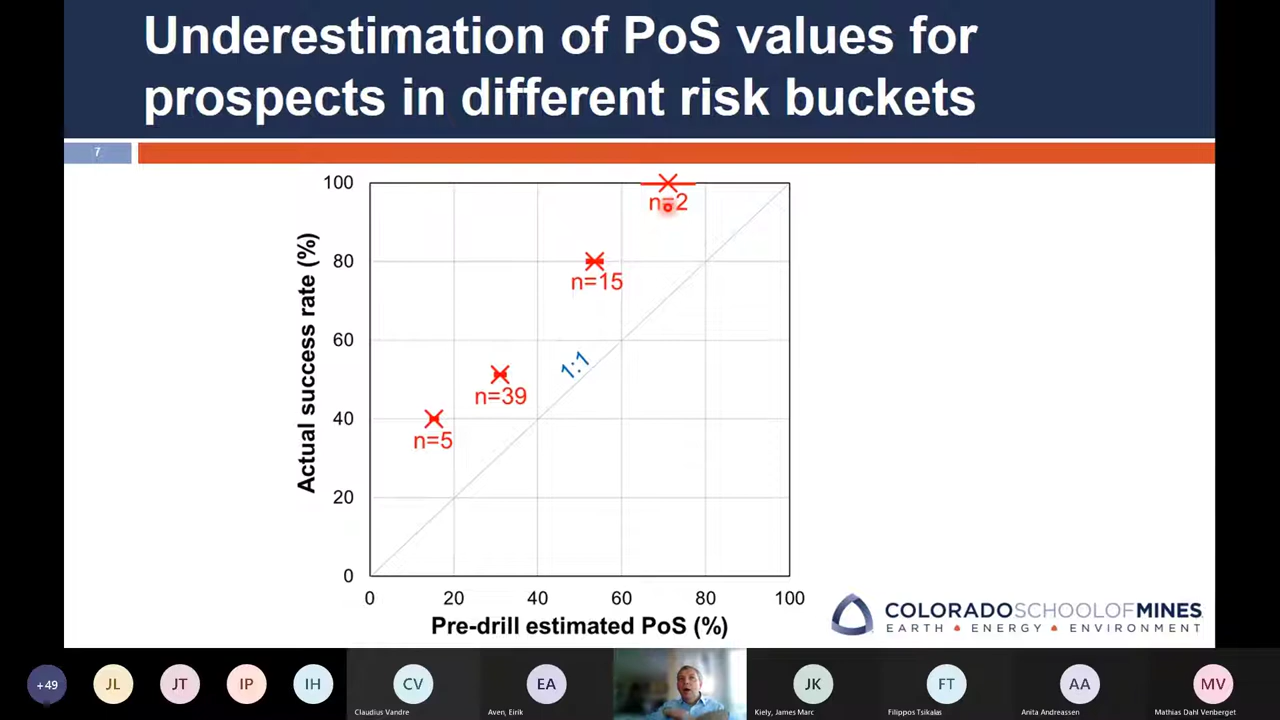 Underestimation of PoS values for
prospects in different risk buckets
7
100
80
60
40
20
0
Actual success rate (%)
n=2
n=15
1:1
n=39
n=5
0 20 40 60 80 100
Pre-drill estimated PoS (%)
COLORADOSCHOOLOFMINES
EARTH ENERGY ENVIRONMENT
+49 JL JT IP IH CV EA JK FT AA MV
Claudius Vandre Aven, Eirik Kiely, James Marc Filippos Tsikalas Anita Andreassen Mathias Dahl Venberget